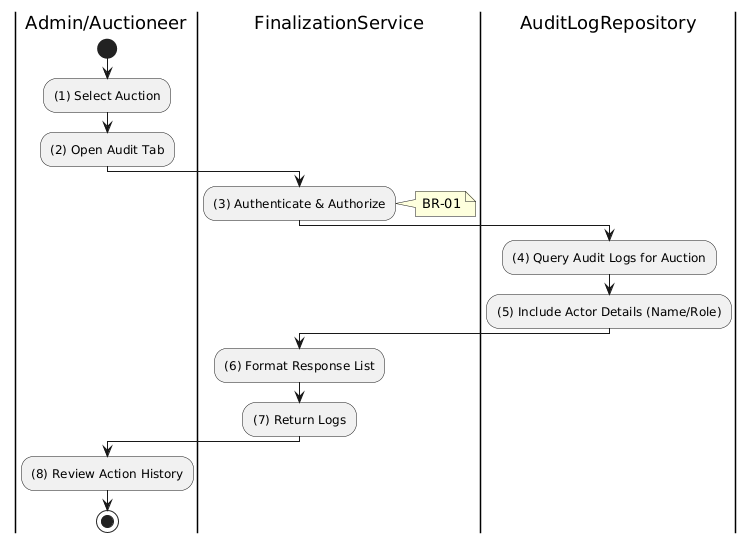 Admin/Auctioneer
FinalizationService
AuditLogRepository
(1) Select Auction
(2) Open Audit Tab
(3) Authenticate & Authorize
BR-01
(4) Query Audit Logs for Auction
(5) Include Actor Details (Name/Role)
(6) Format Response List
(7) Return Logs
(8) Review Action History